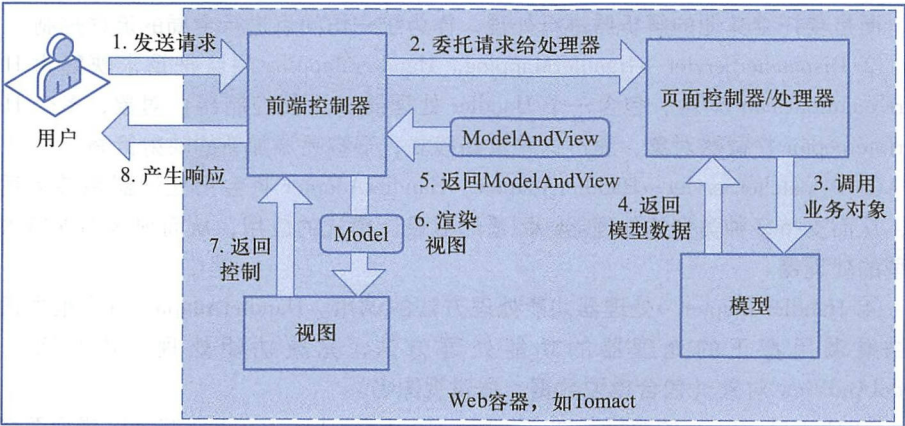 1. 发送请求
2. 委托请求给处理器
前端控制器
页面控制器/处理器
用户
ModelAndView
8. 产生响应
5. 返回ModelAndView
3. 调用
业务对象
4. 返回
模型数据
6. 渲染
视图
Model
7. 返回
控制
视图
模型
Web容器，如Tomact